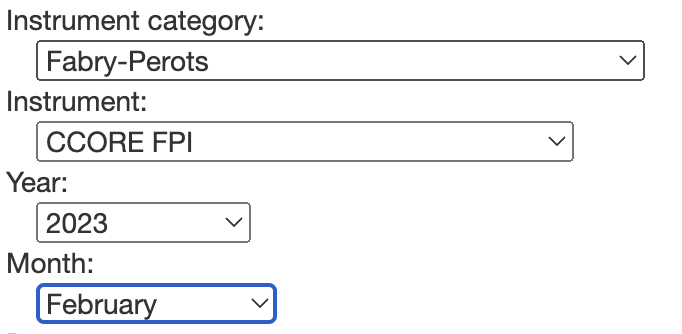 Instrument category:
Fabry-Perots
Instrument:
CCORE FPI
Year:
2023
Month:
February